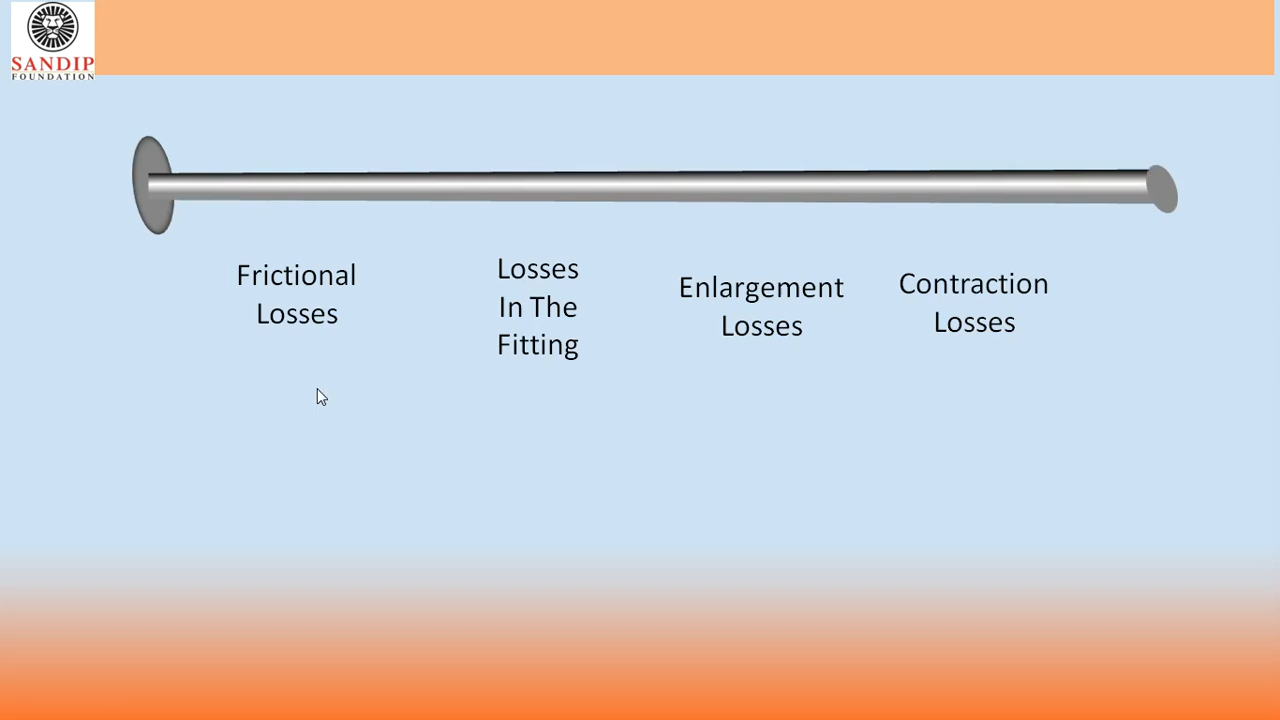 SANDIP
FOUNDATION
Frictional
Losses
Losses
In The
Fitting
Enlargement
Losses
Contraction
Losses